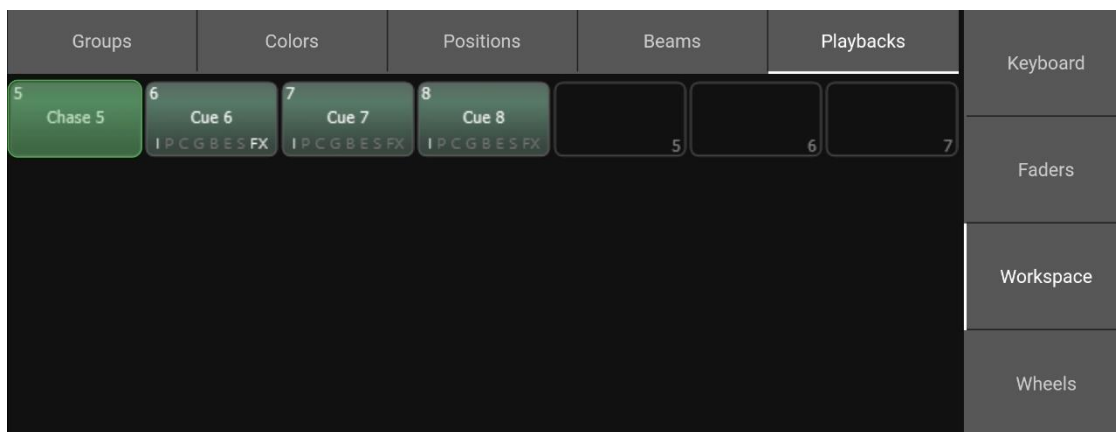 Groups
Colors
Positions
Beams
Playbacks
5
Chase 5
6
Cue 6
I P C G B E S FX
7
Cue 7
I P C G B E S FX
8
Cue 8
I P C G B E S FX
5
6
7
Keyboard
Faders
Workspace
Wheels